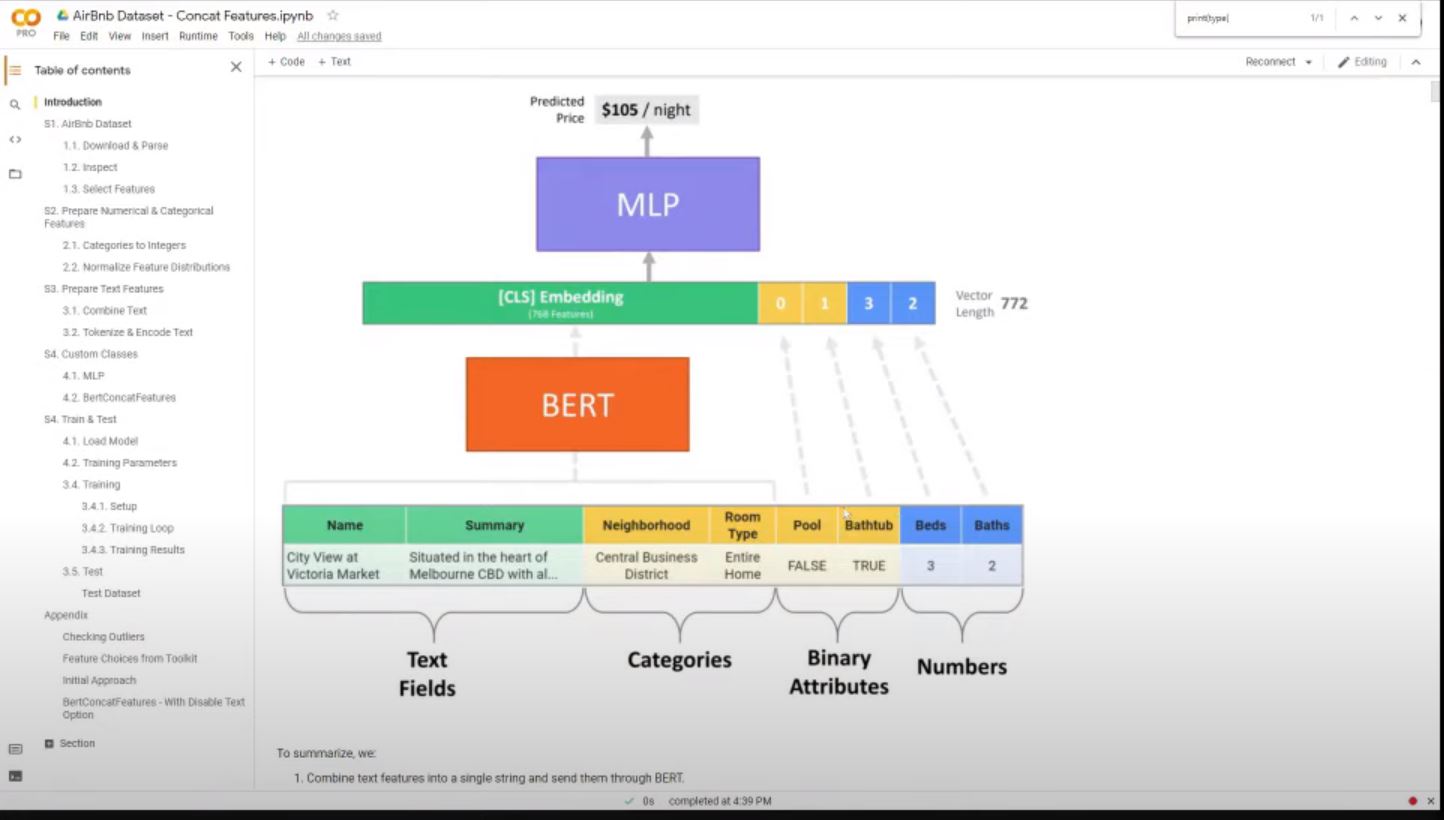 AirBnb Dataset - Concat Features.ipynb
print(type(
1/1
PRO
File Edit View Insert Runtime Tools Help All changes saved
Table of contents
+ Code + Text
Reconnect
Editing
Introduction
S1. AirBnb Dataset
1.1. Download & Parse
1.2. Inspect
1.3. Select Features
S2. Prepare Numerical & Categorical
Features
2.1. Categories to Integers
2.2. Normalize Feature Distributions
S3. Prepare Text Features
3.1. Combine Text
3.2. Tokenize & Encode Text
S4. Custom Classes
4.1. MLP
4.2. BertConcatFeatures
S4. Train & Test
4.1. Load Model
4.2. Training Parameters
3.4. Training
3.4.1. Setup
3.4.2. Training Loop
3.4.3. Training Results
3.5. Test
Test Dataset
Appendix
Checking Outliers
Feature Choices from Toolkit
Initial Approach
BertConcatFeatures - With Disable Text
Option
Section
Predicted
Price
$105 / night
MLP
[CLS] Embedding
(768 Features)
0 1 3 2
Vector
Length
772
BERT
Name Summary Neighborhood Room Type Pool Bathtub Beds Baths
City View at
Victoria Market
Situated in the heart of
Melbourne CBD with al...
Central Business
District
Entire
Home
FALSE TRUE 3 2
Text
Fields
Categories
Binary
Attributes
Numbers
To summarize, we:
1. Combine text features into a single string and send them through BERT.
0s completed at 4:39 PM